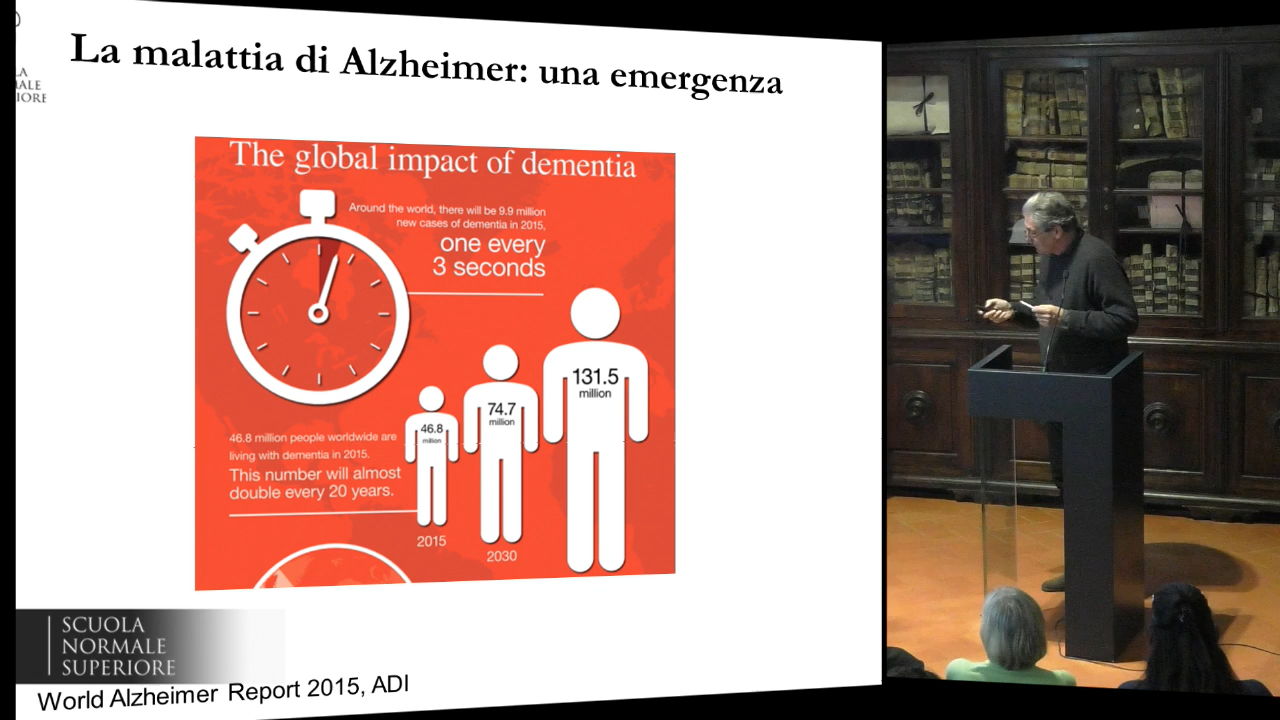 La malattia di Alzheimer: una emergenza
The global impact of dementia
Around the world, there will be 9.9 million
new cases of dementia in 2015,
one every
3 seconds
131.5
million
74.7
million
46.8
million
46.8 million people worldwide are
living with dementia in 2015.
This number will almost
double every 20 years.
2015
2030
SCUOLA
NORMALE
SUPERIORE
World Alzheimer Report 2015, ADI